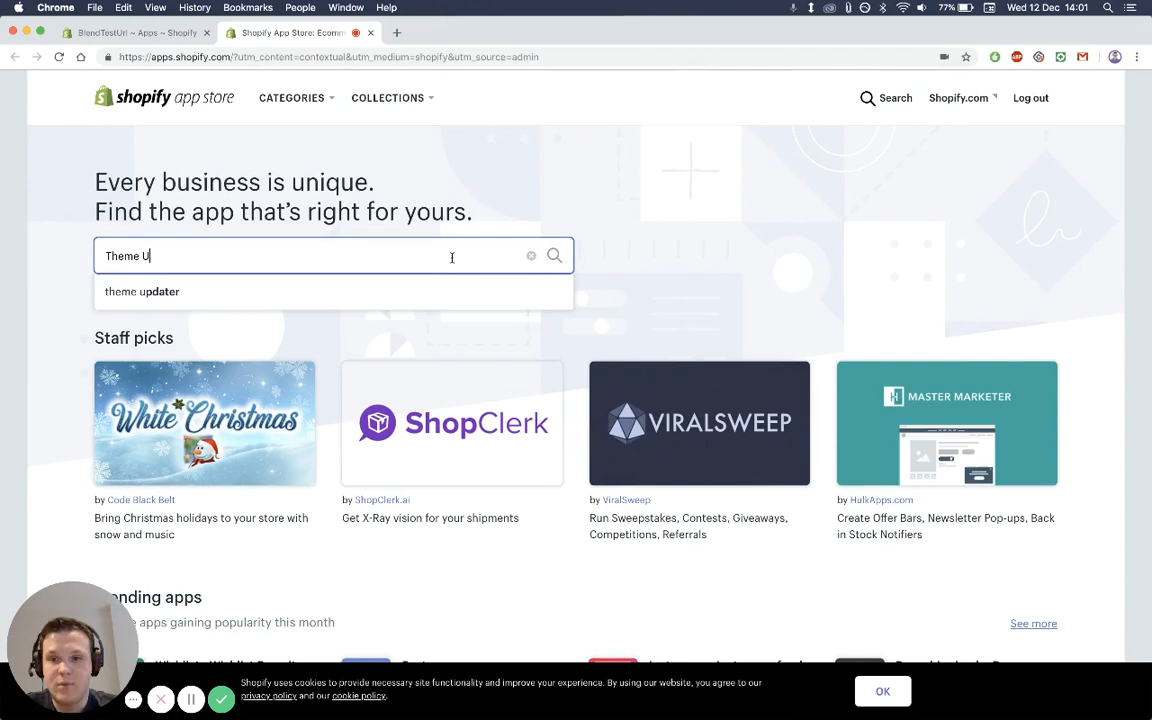 Chrome File Edit View History Bookmarks People Window Help 77% Wed 12 Dec 14:01
BlendTestUrl ~ Apps ~ Shopify Shopify App Store: Ecomm
https://apps.shopify.com/?utm_content=contextual&utm_medium=shopify&utm_source=admin
shopify app store CATEGORIES COLLECTIONS Search Shopify.com Log out
Every business is unique.
Find the app that's right for yours.
Theme U
theme updater
Staff picks
White Christmas ShopClerk VIRALSWEEP MASTER MARKETER
by Code Black Belt by ShopClerk.ai by ViralSweep by HulkApps.com
Bring Christmas holidays to your store with Get X-Ray vision for your shipments Run Sweepstakes, Contests, Giveaways, Create Offer Bars, Newsletter Pop-ups, Back
snow and music Competitions, Referrals in Stock Notifiers
ending apps
apps gaining popularity this month See more
Shopify uses cookies to provide necessary site functionality and improve your experience. By using our website, you agree to our
privacy policy and our cookie policy.
OK